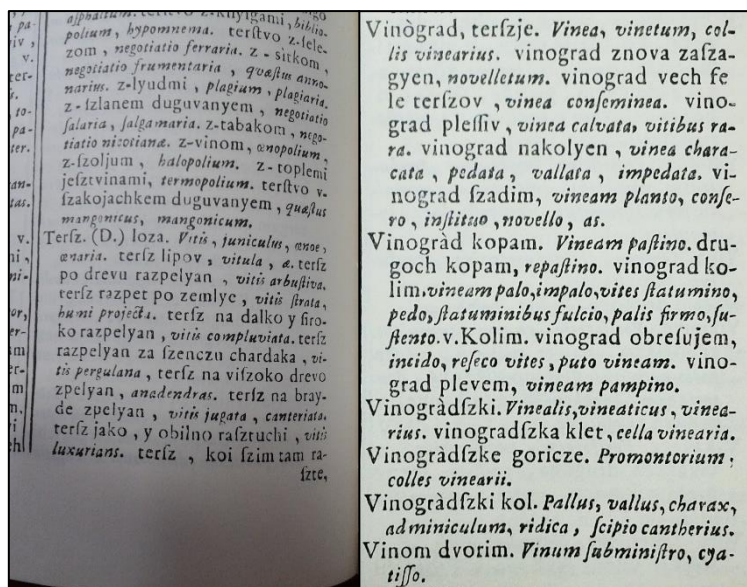 asphaltum. terſtvo z-knyigami, biblio-
polium, hypomnema. terſtvo z-ſele-
zom, negotiatio ferraria. z-sitkom,
negotiatio frumentaria, quæſtus anno-
narius. z-lyudmi, plagium, plagiaria.
z-ſzlanem duguvanyem, negotiatio
ſalaria, ſalgamaria. z-tabakom, nego-
tiatio nicotianæ. z-vinom, œnopolium,
z-ſzoljum, halopolium. z-toplemi
jeſztvinami, termopolium. terſtvo v-
ſzakojachkem duguvanyem, quæſtus
mangonicus, mangonicum.
Terſz. (D.) loza. Vitis, juniculus, œnoe,
œnaria. terſz lipov, vitula, æ. terſz
po drevu razpelyan, vitis arbuſtiva.
terſz razpet po zemlye, vitis ſtrata,
humi projecta. terſz na dalko y ſiro-
ko razpelyan, vitis compluviata. terſz
razpelyan za ſzenczu chardaka, vi-
tis pergulana, terſz na viſzoko drevo
zpelyan, anadendras. terſz na bray-
de zpelyan, vitis jugata, canteriata.
terſz jako, y obilno raſztuchi, vitis
luxurians. terſz, koi ſzim tam ra-
ſzte,
Vinògrad, terſzje. Vinea, vinetum, col-
lis vinearius. vinograd znova zaſza-
gyen, novelletum. vinograd vech fe
le terſzov, vinea conſeminea. vino-
grad pleſſiv, vinea calvata, vitibus ra-
ra. vinograd nakolyen, vinea chara-
cata, pedata, vallata, impedata. vi-
nograd ſzadim, vineam planto, conſe-
ro, inſtituo, novello, as.
Vinogràd kopam. Vineam paſtino. dru-
goch kopam, repaſtino. vinograd ko-
lim. vineam palo, impalo, vites ſtatumino,
pedo, ſtatuminibus fulcio, palis firmo, ſu-
ſtento. v. Kolim. vinograd obreſujem,
incido, reſeco vites, puto vineam. vino-
grad plevem, vineam pampino.
Vinogràdſzki. Vinealis, vineaticus, vinea-
rius. vinogradſzka klet, cella vinearia.
Vinogràdſzke goricze. Promontorium.
colles vinearii.
Vinogràdſzki kol. Pallus, vallus, charax,
adminiculum, ridica, ſcipio cantherius.
Vinom dvorim. Vinum ſubminiſtro, cya-
tiſſo.